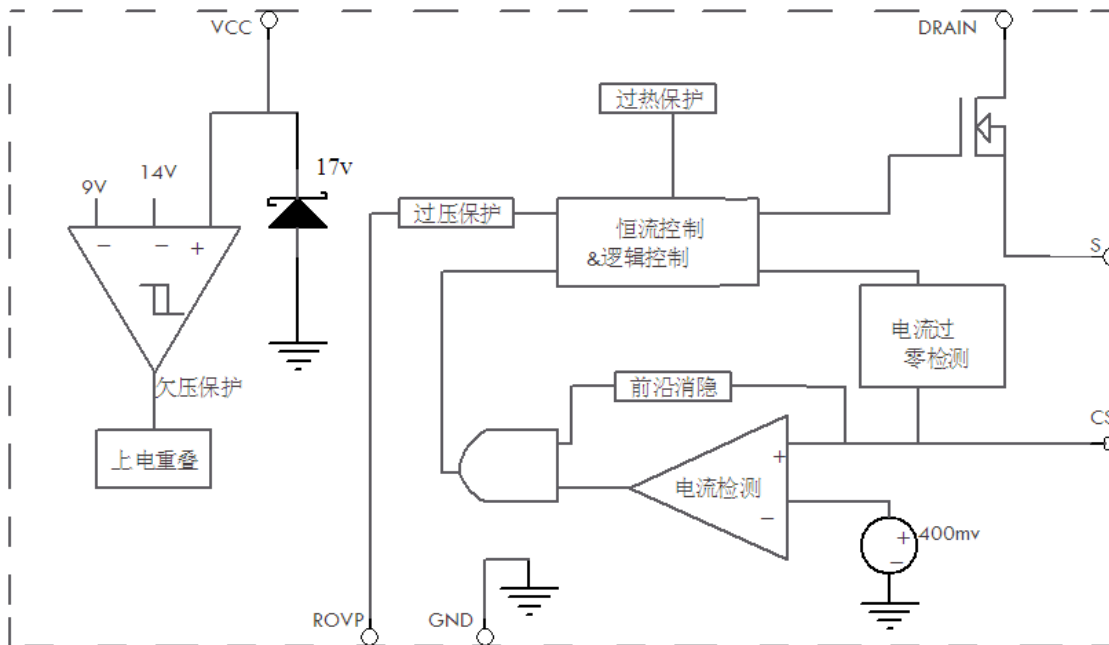 VCC
DRAIN
过热保护
17v
14V
9V
过压保护
恒流控制
&逻辑控制
S
- - +
电流过
零检测
欠压保护
前沿消隐
CS
上电重叠
+
电流检测
-
+
400mv
-
ROVP
GND